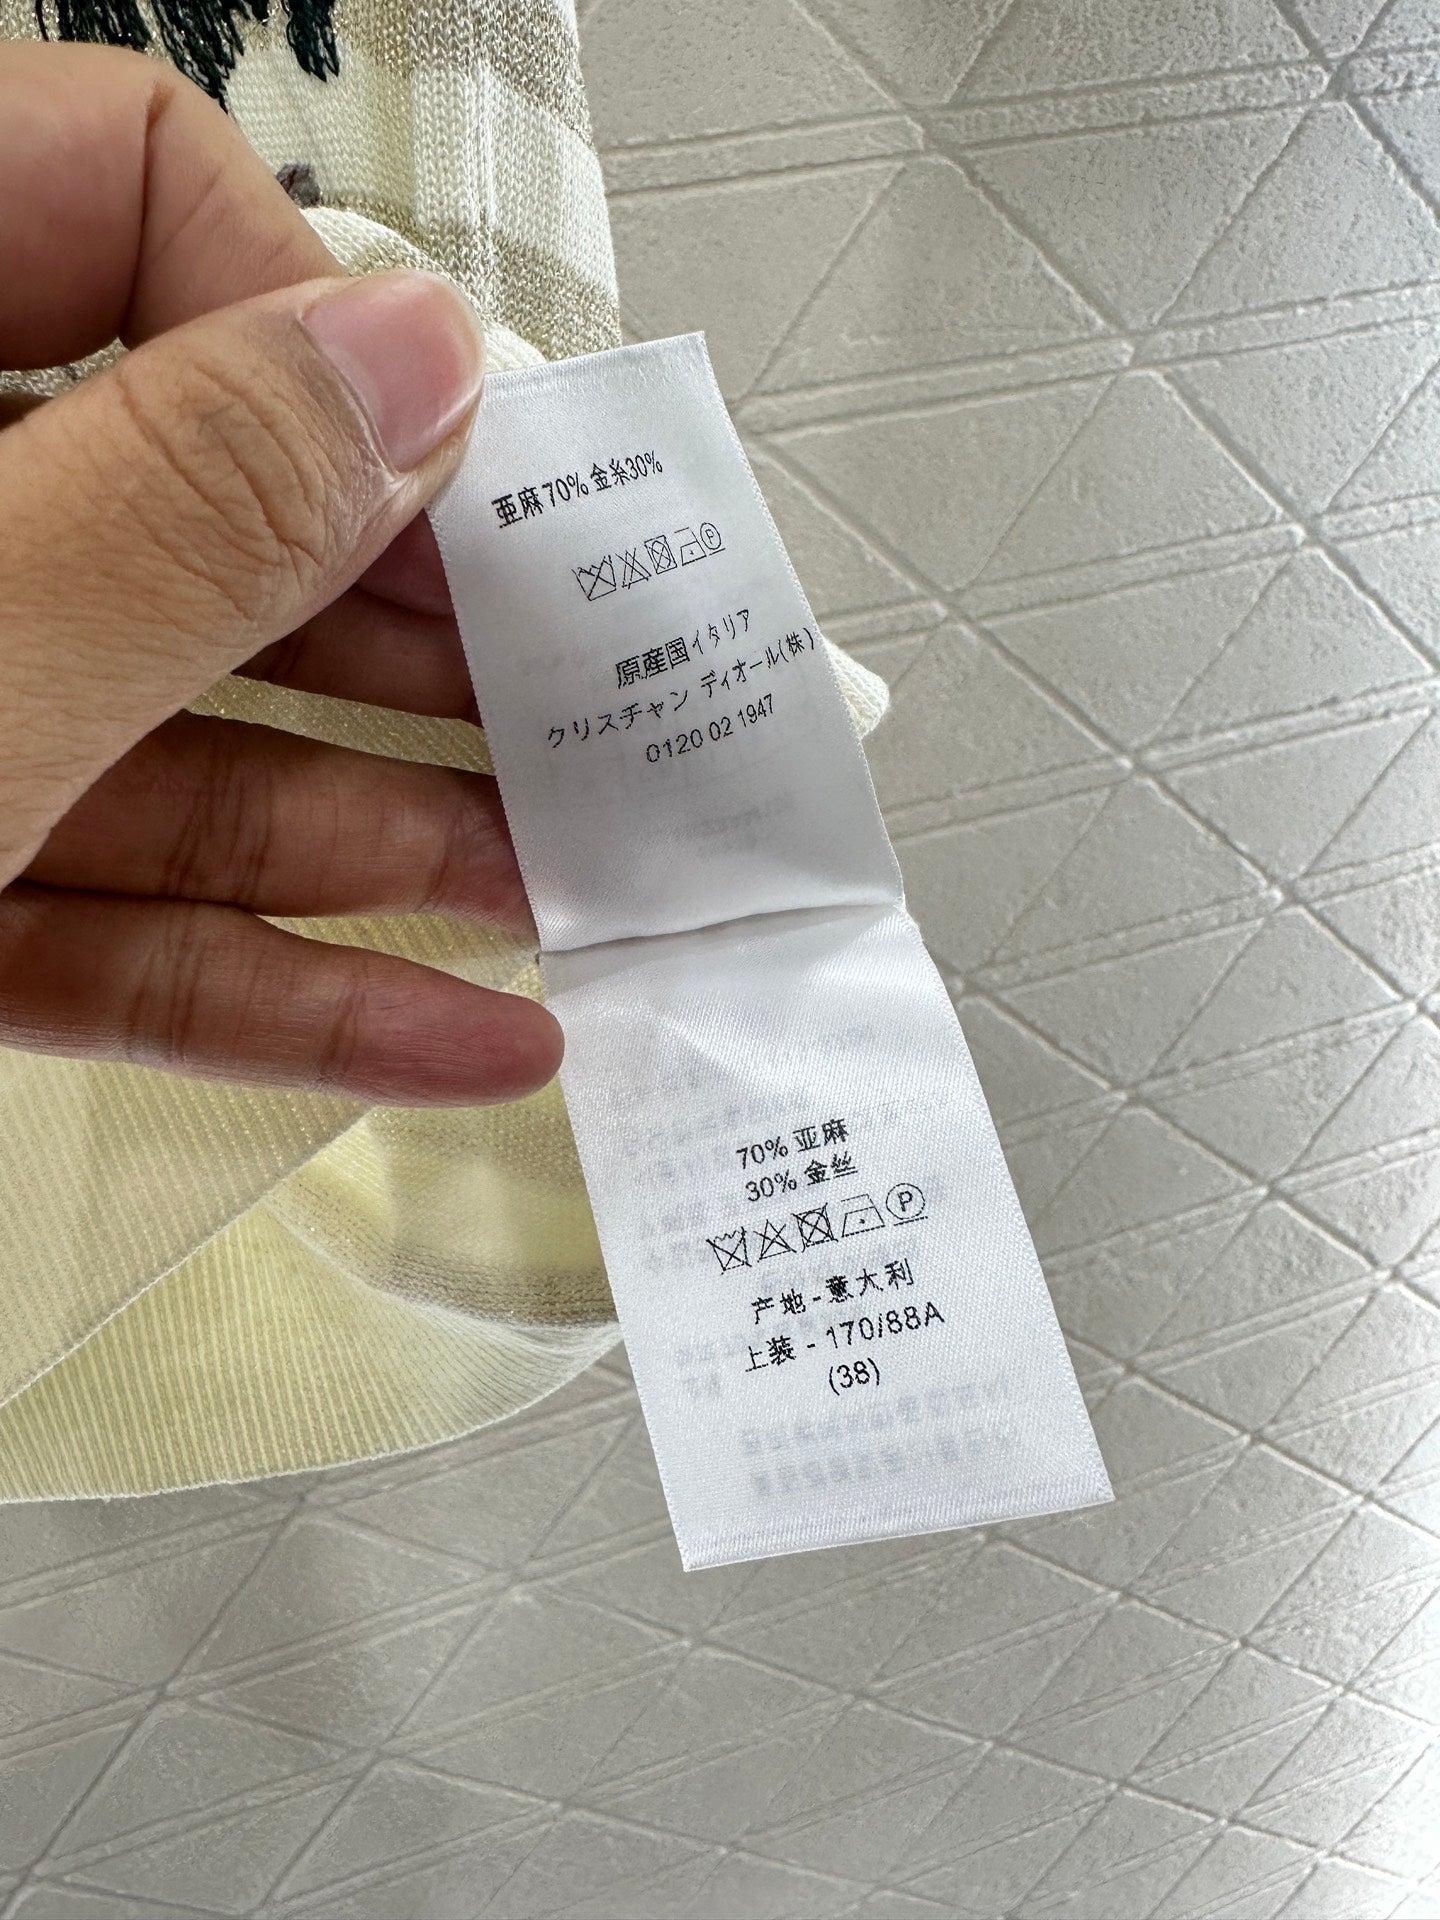 亜麻70% 金糸30%
原産国イタリア
クリスチャン ディオール(株)
0120 02 1947
70% 亚麻
30% 金丝
P
产地 - 意大利
上装 - 170/88A
(38)